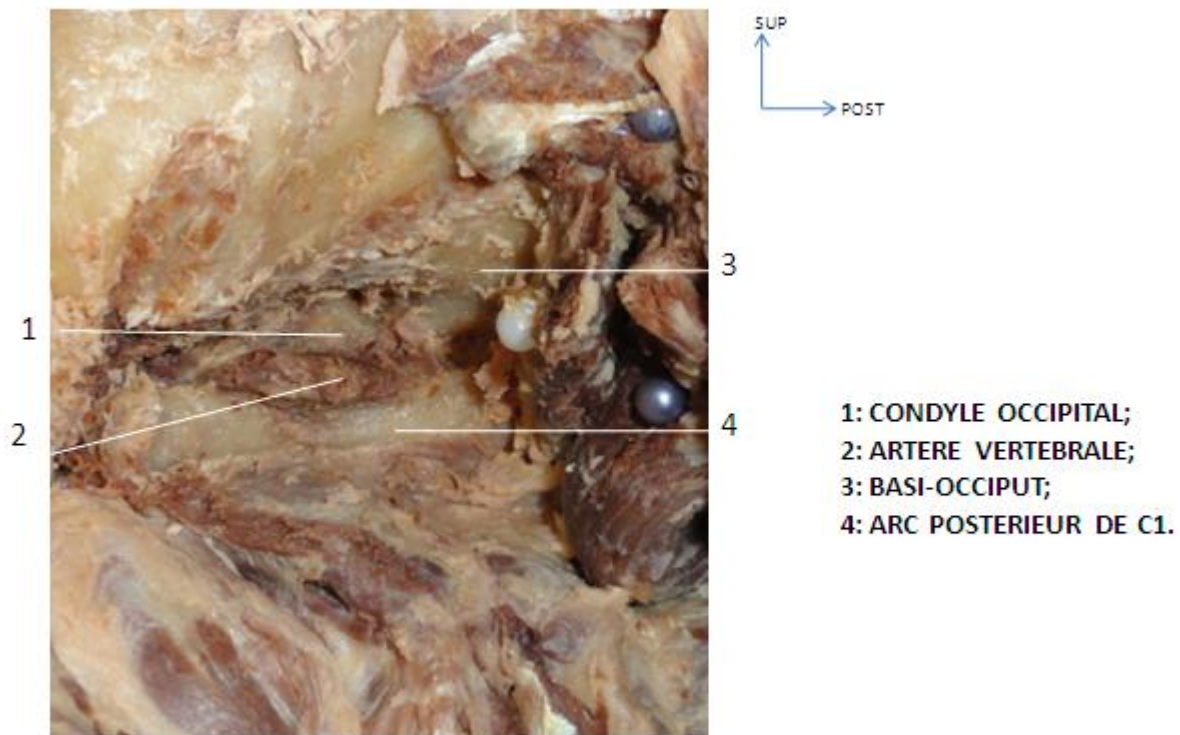 SUP
POST
3
1
2
4
1: CONDYLE OCCIPITAL;
2: ARTERE VERTEBRALE;
3: BASI-OCCIPUT;
4: ARC POSTERIEUR DE C1.